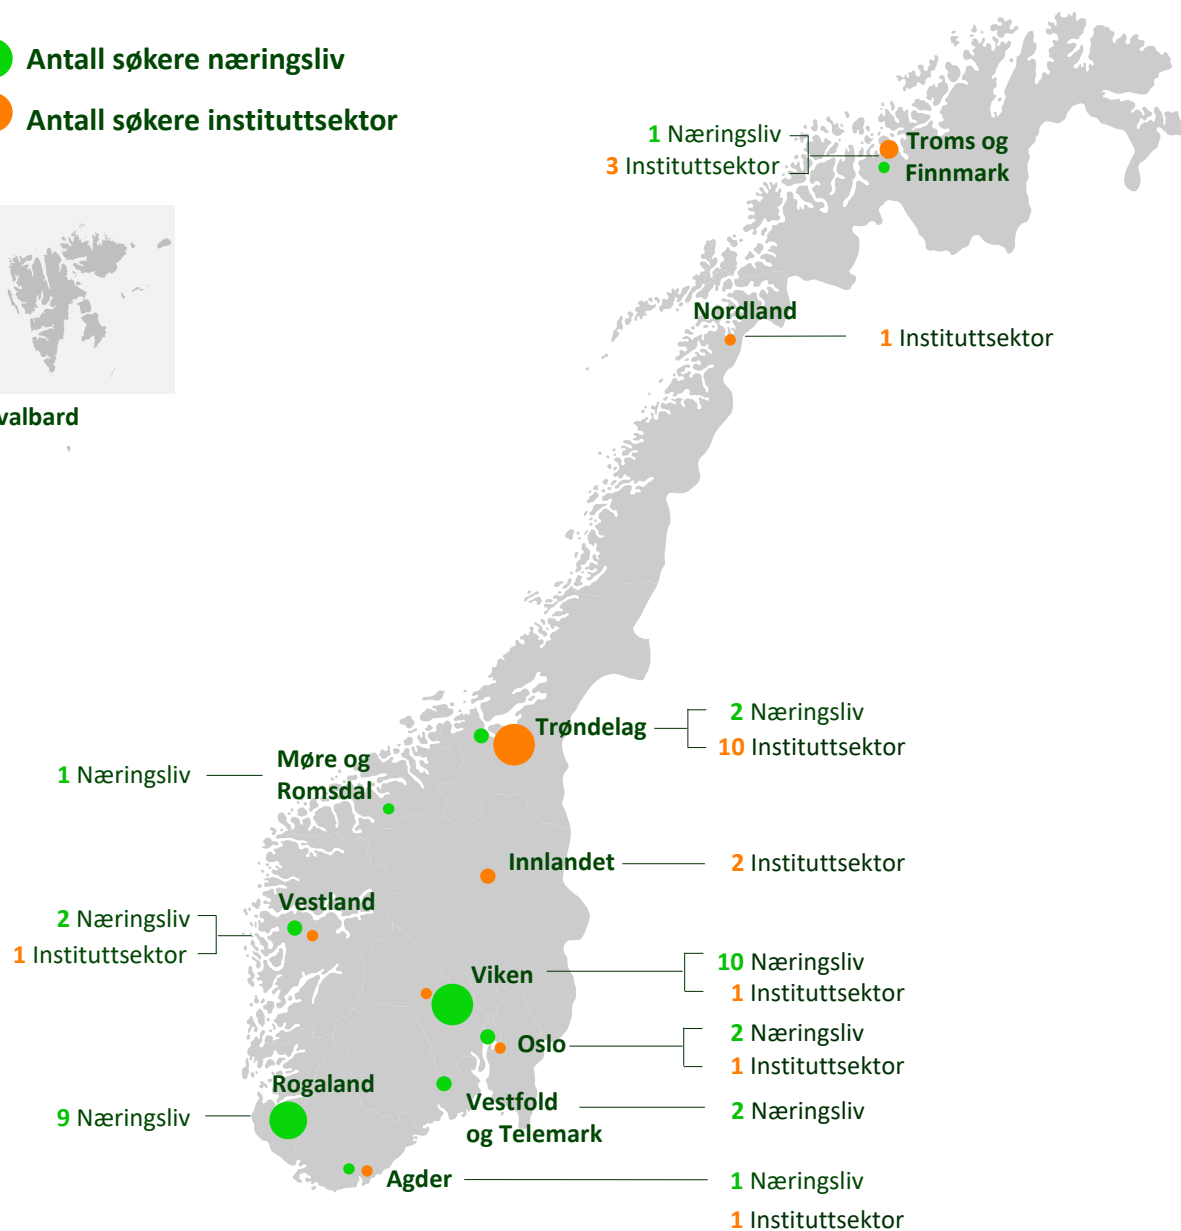 Antall søkere næringsliv
Antall søkere instituttsektor
1 Næringsliv
3 Instituttsektor
Troms og
Finnmark
Nordland
1 Instituttsektor
valbard
Trøndelag
2 Næringsliv
10 Instituttsektor
Møre og
Romsdal
1 Næringsliv
Innlandet
2 Instituttsektor
Vestland
2 Næringsliv
1 Instituttsektor
Viken
10 Næringsliv
1 Instituttsektor
Oslo
2 Næringsliv
1 Instituttsektor
Rogaland
9 Næringsliv
Vestfold
og Telemark
2 Næringsliv
Agder
1 Næringsliv
1 Instituttsektor